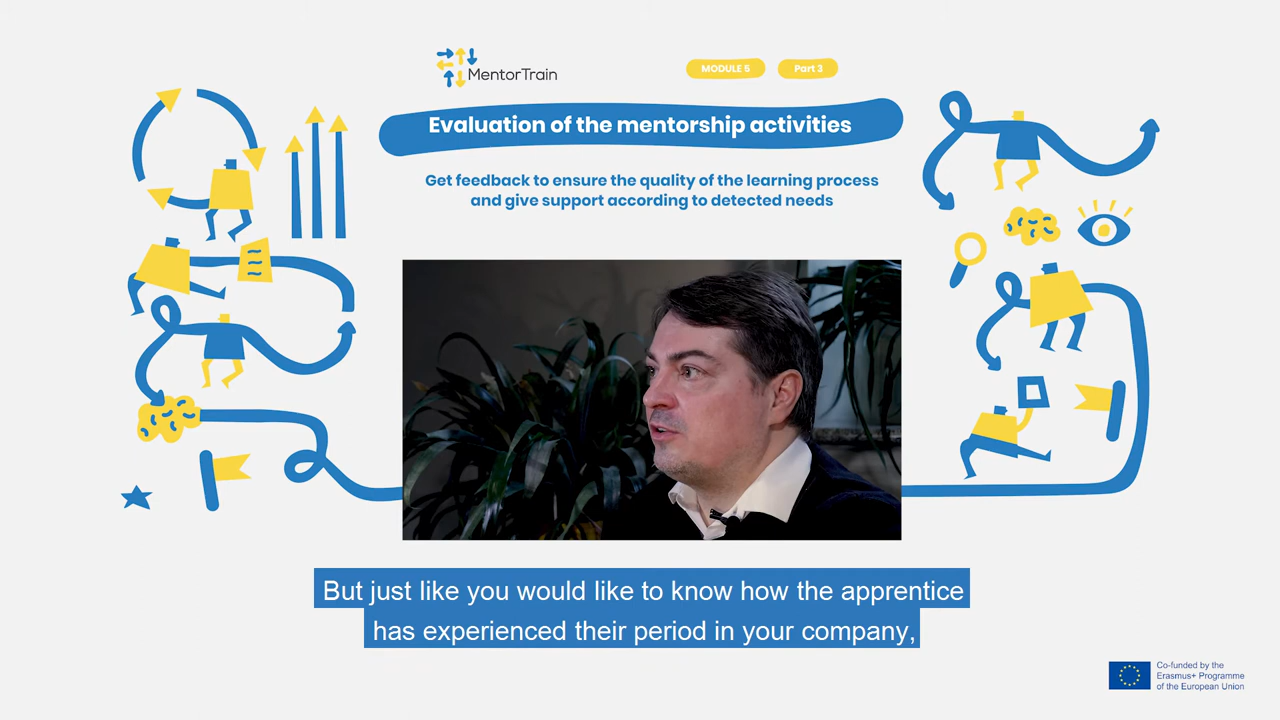 MentorTrain
MODULE 5
Part 3
Evaluation of the mentorship activities
Get feedback to ensure the quality of the learning process
and give support according to detected needs
But just like you would like to know how the apprentice
has experienced their period in your company,
Co-funded by the
Erasmus+ Programme
of the European Union